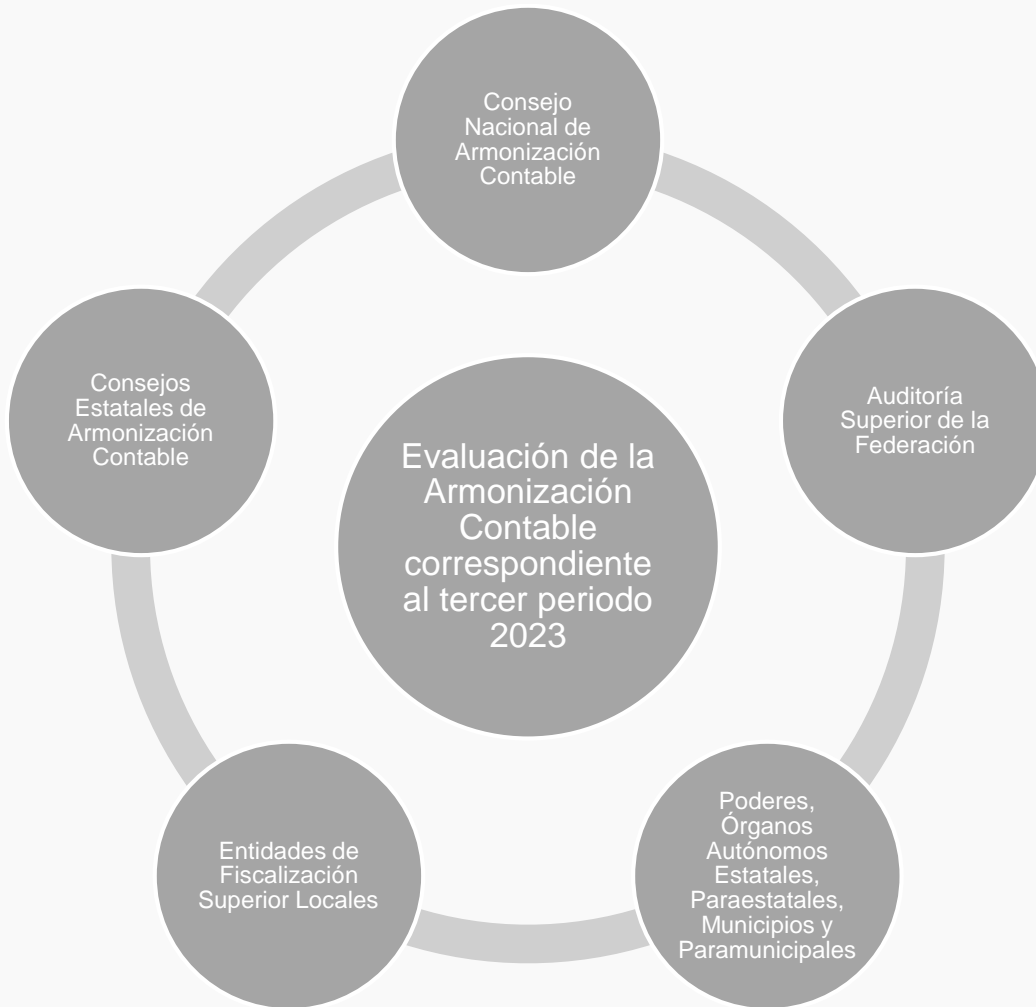 Consejo
Nacional de
Armonización
Contable
Auditoría
Superior de la
Federación
Poderes,
Órganos
Autónomos
Estatales,
Paraestatales,
Municipios y
Paramunicipales
Entidades de
Fiscalización
Superior Locales
Consejos
Estatales de
Armonización
Contable
Evaluación de la
Armonización
Contable
correspondiente
al tercer periodo
2023